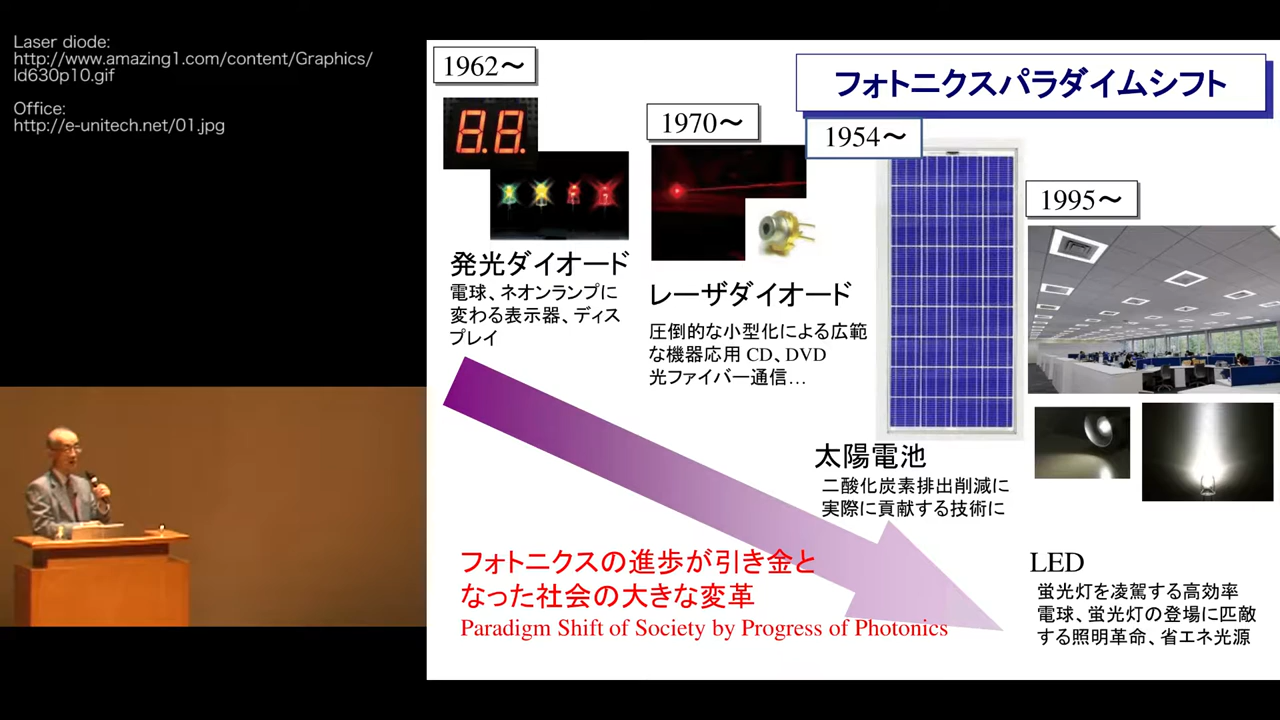 Laser diode:
http://www.amazing1.com/content/Graphics/
ld630p10.gif
Office:
http://e-unitech.net/01.jpg
フォトニクスパラダイムシフト
1962～
発光ダイオード
電球、ネオンランプに
変わる表示器、ディス
プレイ
1970～
レーザダイオード
圧倒的な小型化による広範
な機器応用 CD、DVD
光ファイバー通信…
1954～
太陽電池
二酸化炭素排出削減に
実際に貢献する技術に
1995～
LED
蛍光灯を凌駕する高効率
電球、蛍光灯の登場に匹敵
する照明革命、省エネ光源
フォトニクスの進歩が引き金と
なった社会の大きな変革
Paradigm Shift of Society by Progress of Photonics
8.8.